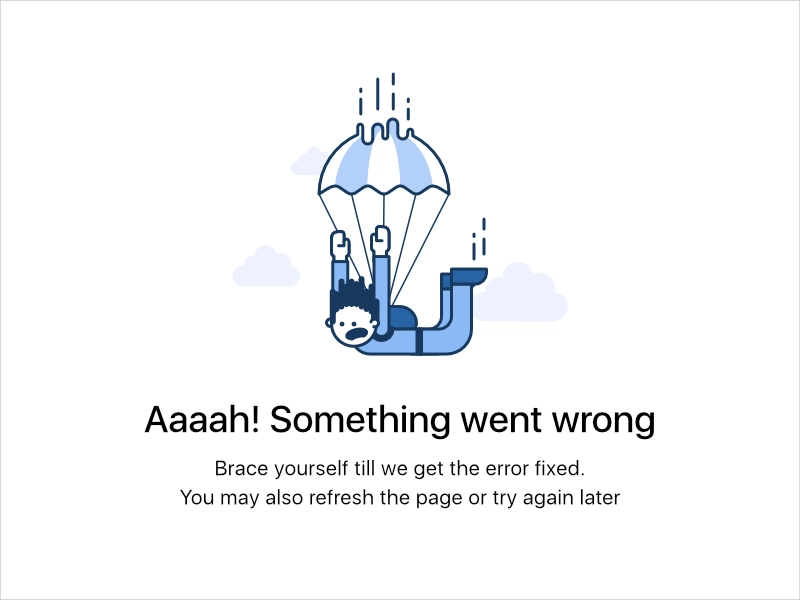 Aaaah! Something went wrong
Brace yourself till we get the error fixed.
You may also refresh the page or try again later